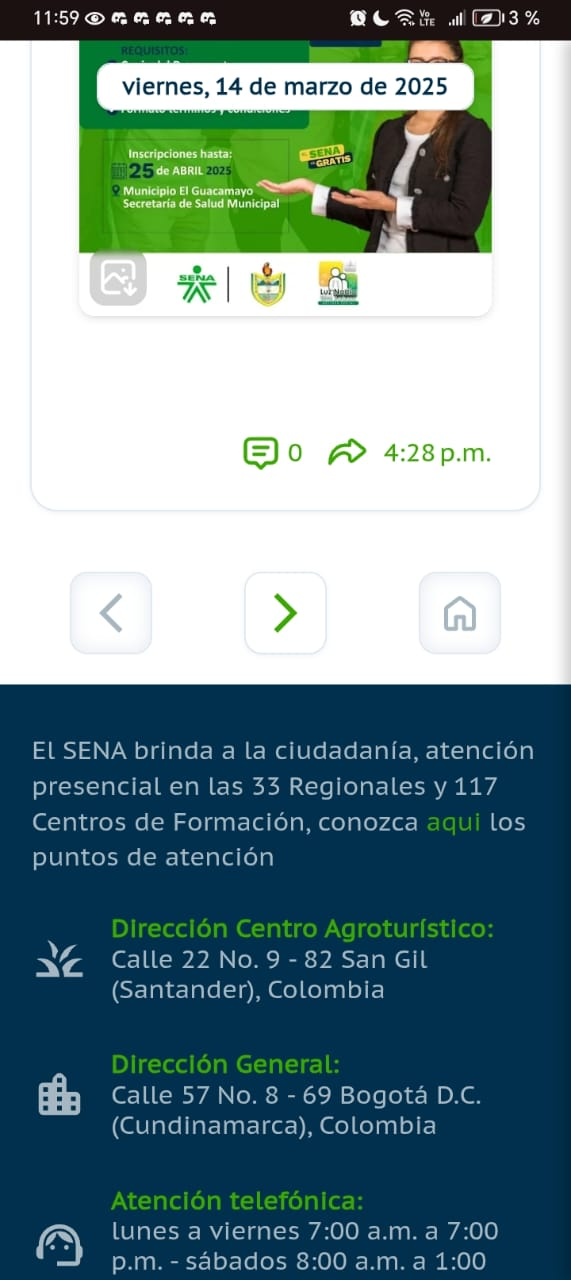 11:59
Vo
LTE
3 %
REQUISITOS:
viernes, 14 de marzo de 2025
Formato términos y condiciones
Inscripciones hasta:
25 de ABRIL 2025
Municipio El Guacamayo
Secretaría de Salud Municipal
EL SENA
ES GRATIS
SENA
0
4:28 p.m.
El SENA brinda a la ciudadanía, atención
presencial en las 33 Regionales y 117
Centros de Formación, conozca aqui los
puntos de atención
Dirección Centro Agroturístico:
Calle 22 No. 9 - 82 San Gil
(Santander), Colombia
Dirección General:
Calle 57 No. 8 - 69 Bogotá D.C.
(Cundinamarca), Colombia
Atención telefónica:
lunes a viernes 7:00 a.m. a 7:00
p.m. - sábados 8:00 a.m. a 1:00